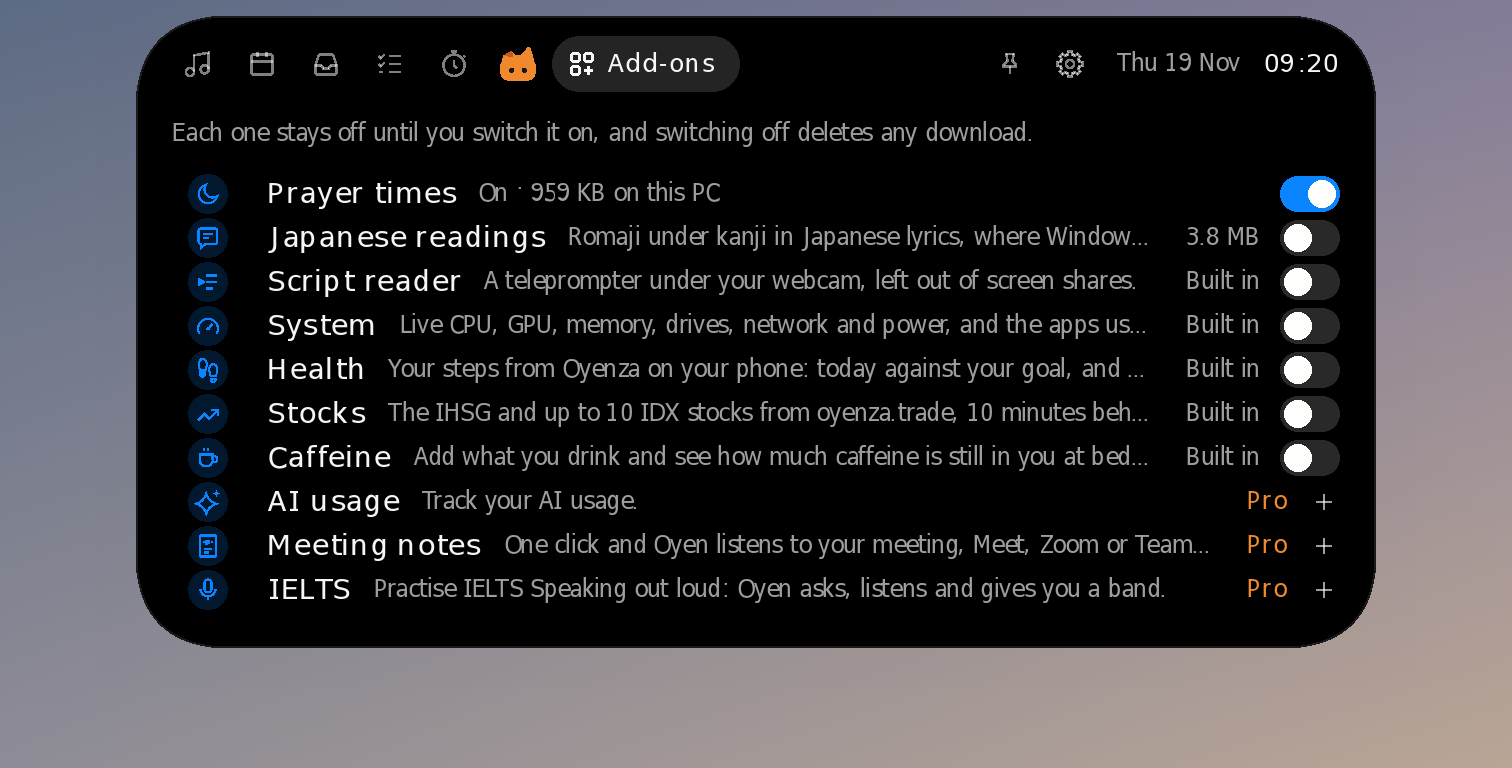 Add-ons Thu 19 Nov 09:20
Each one stays off until you switch it on, and switching off deletes any download.
Prayer times On · 959 KB on this PC
Japanese readings Romaji under kanji in Japanese lyrics, where Window... 3.8 MB
Script reader A teleprompter under your webcam, left out of screen shares. Built in
System Live CPU, GPU, memory, drives, network and power, and the apps us... Built in
Health Your steps from Oyenza on your phone: today against your goal, and ... Built in
Stocks The IHSG and up to 10 IDX stocks from oyenza.trade, 10 minutes beh... Built in
Caffeine Add what you drink and see how much caffeine is still in you at bed... Built in
AI usage Track your AI usage. Pro +
Meeting notes One click and Oyen listens to your meeting, Meet, Zoom or Team... Pro +
IELTS Practise IELTS Speaking out loud: Oyen asks, listens and gives you a band. Pro +